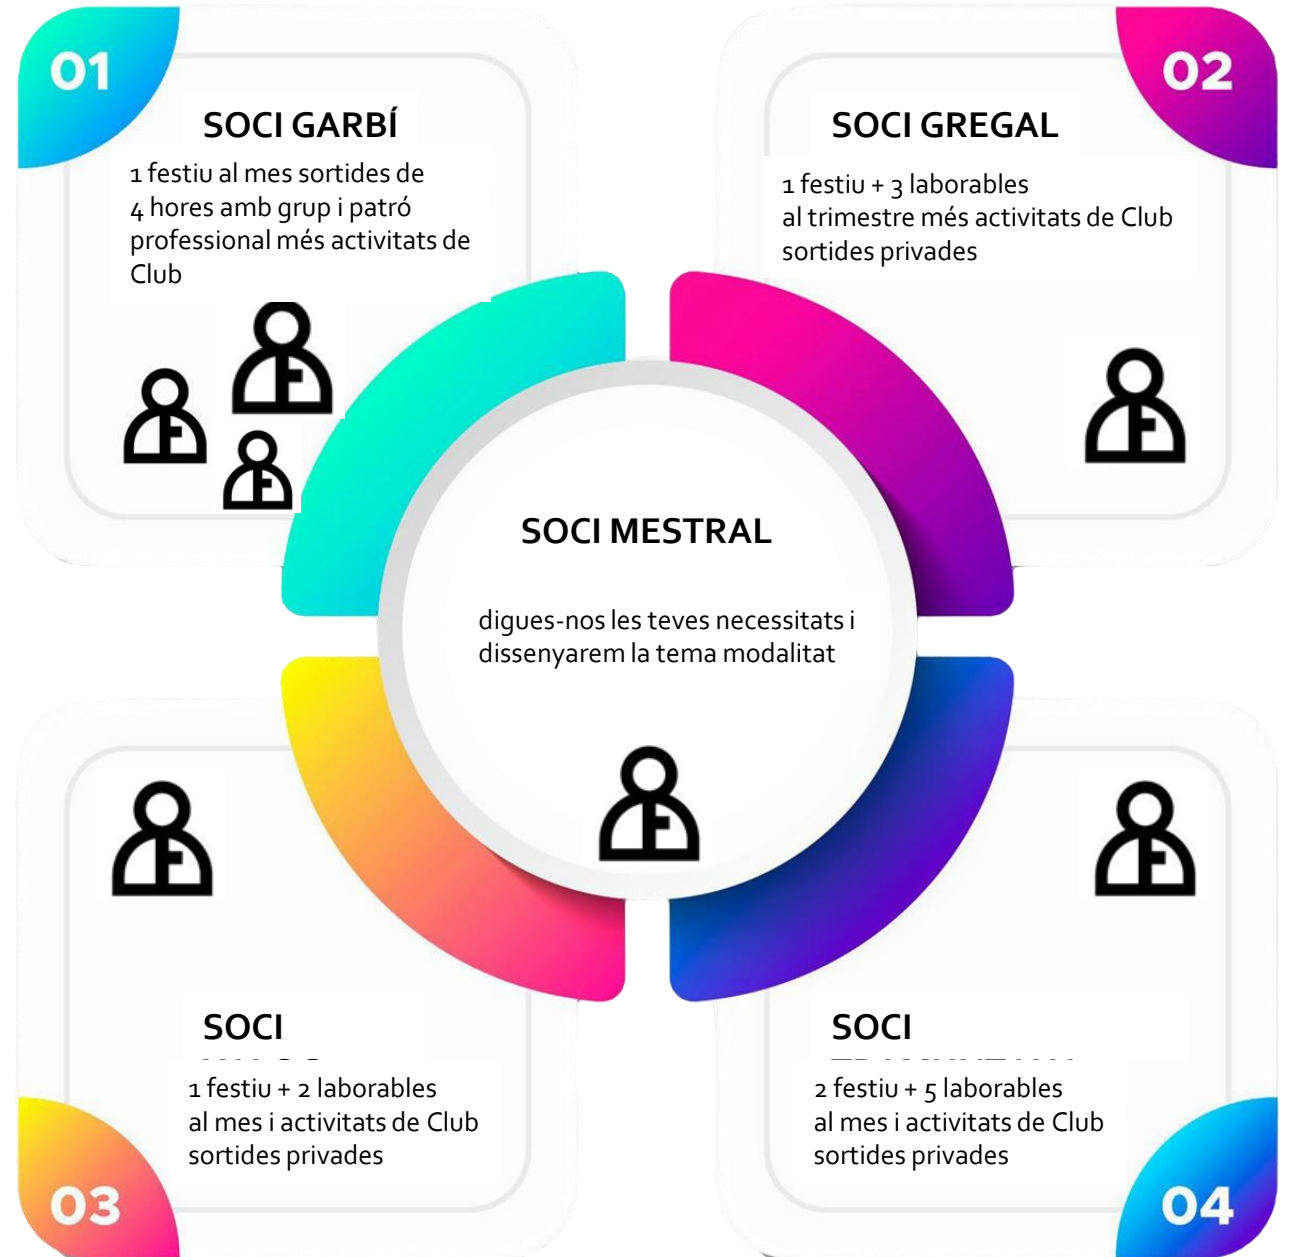 01
SOCI GARBÍ
1 festiu al mes sortides de
4 hores amb grup i patró
professional més activitats de
Club
02
SOCI GREGAL
1 festiu + 3 laborables
al trimestre més activitats de Club
sortides privades
SOCI MESTRAL
digues-nos les teves necessitats i
dissenyarem la tema modalitat
SOCI
1 festiu + 2 laborables
al mes i activitats de Club
sortides privades
03
SOCI
2 festiu + 5 laborables
al mes i activitats de Club
sortides privades
04